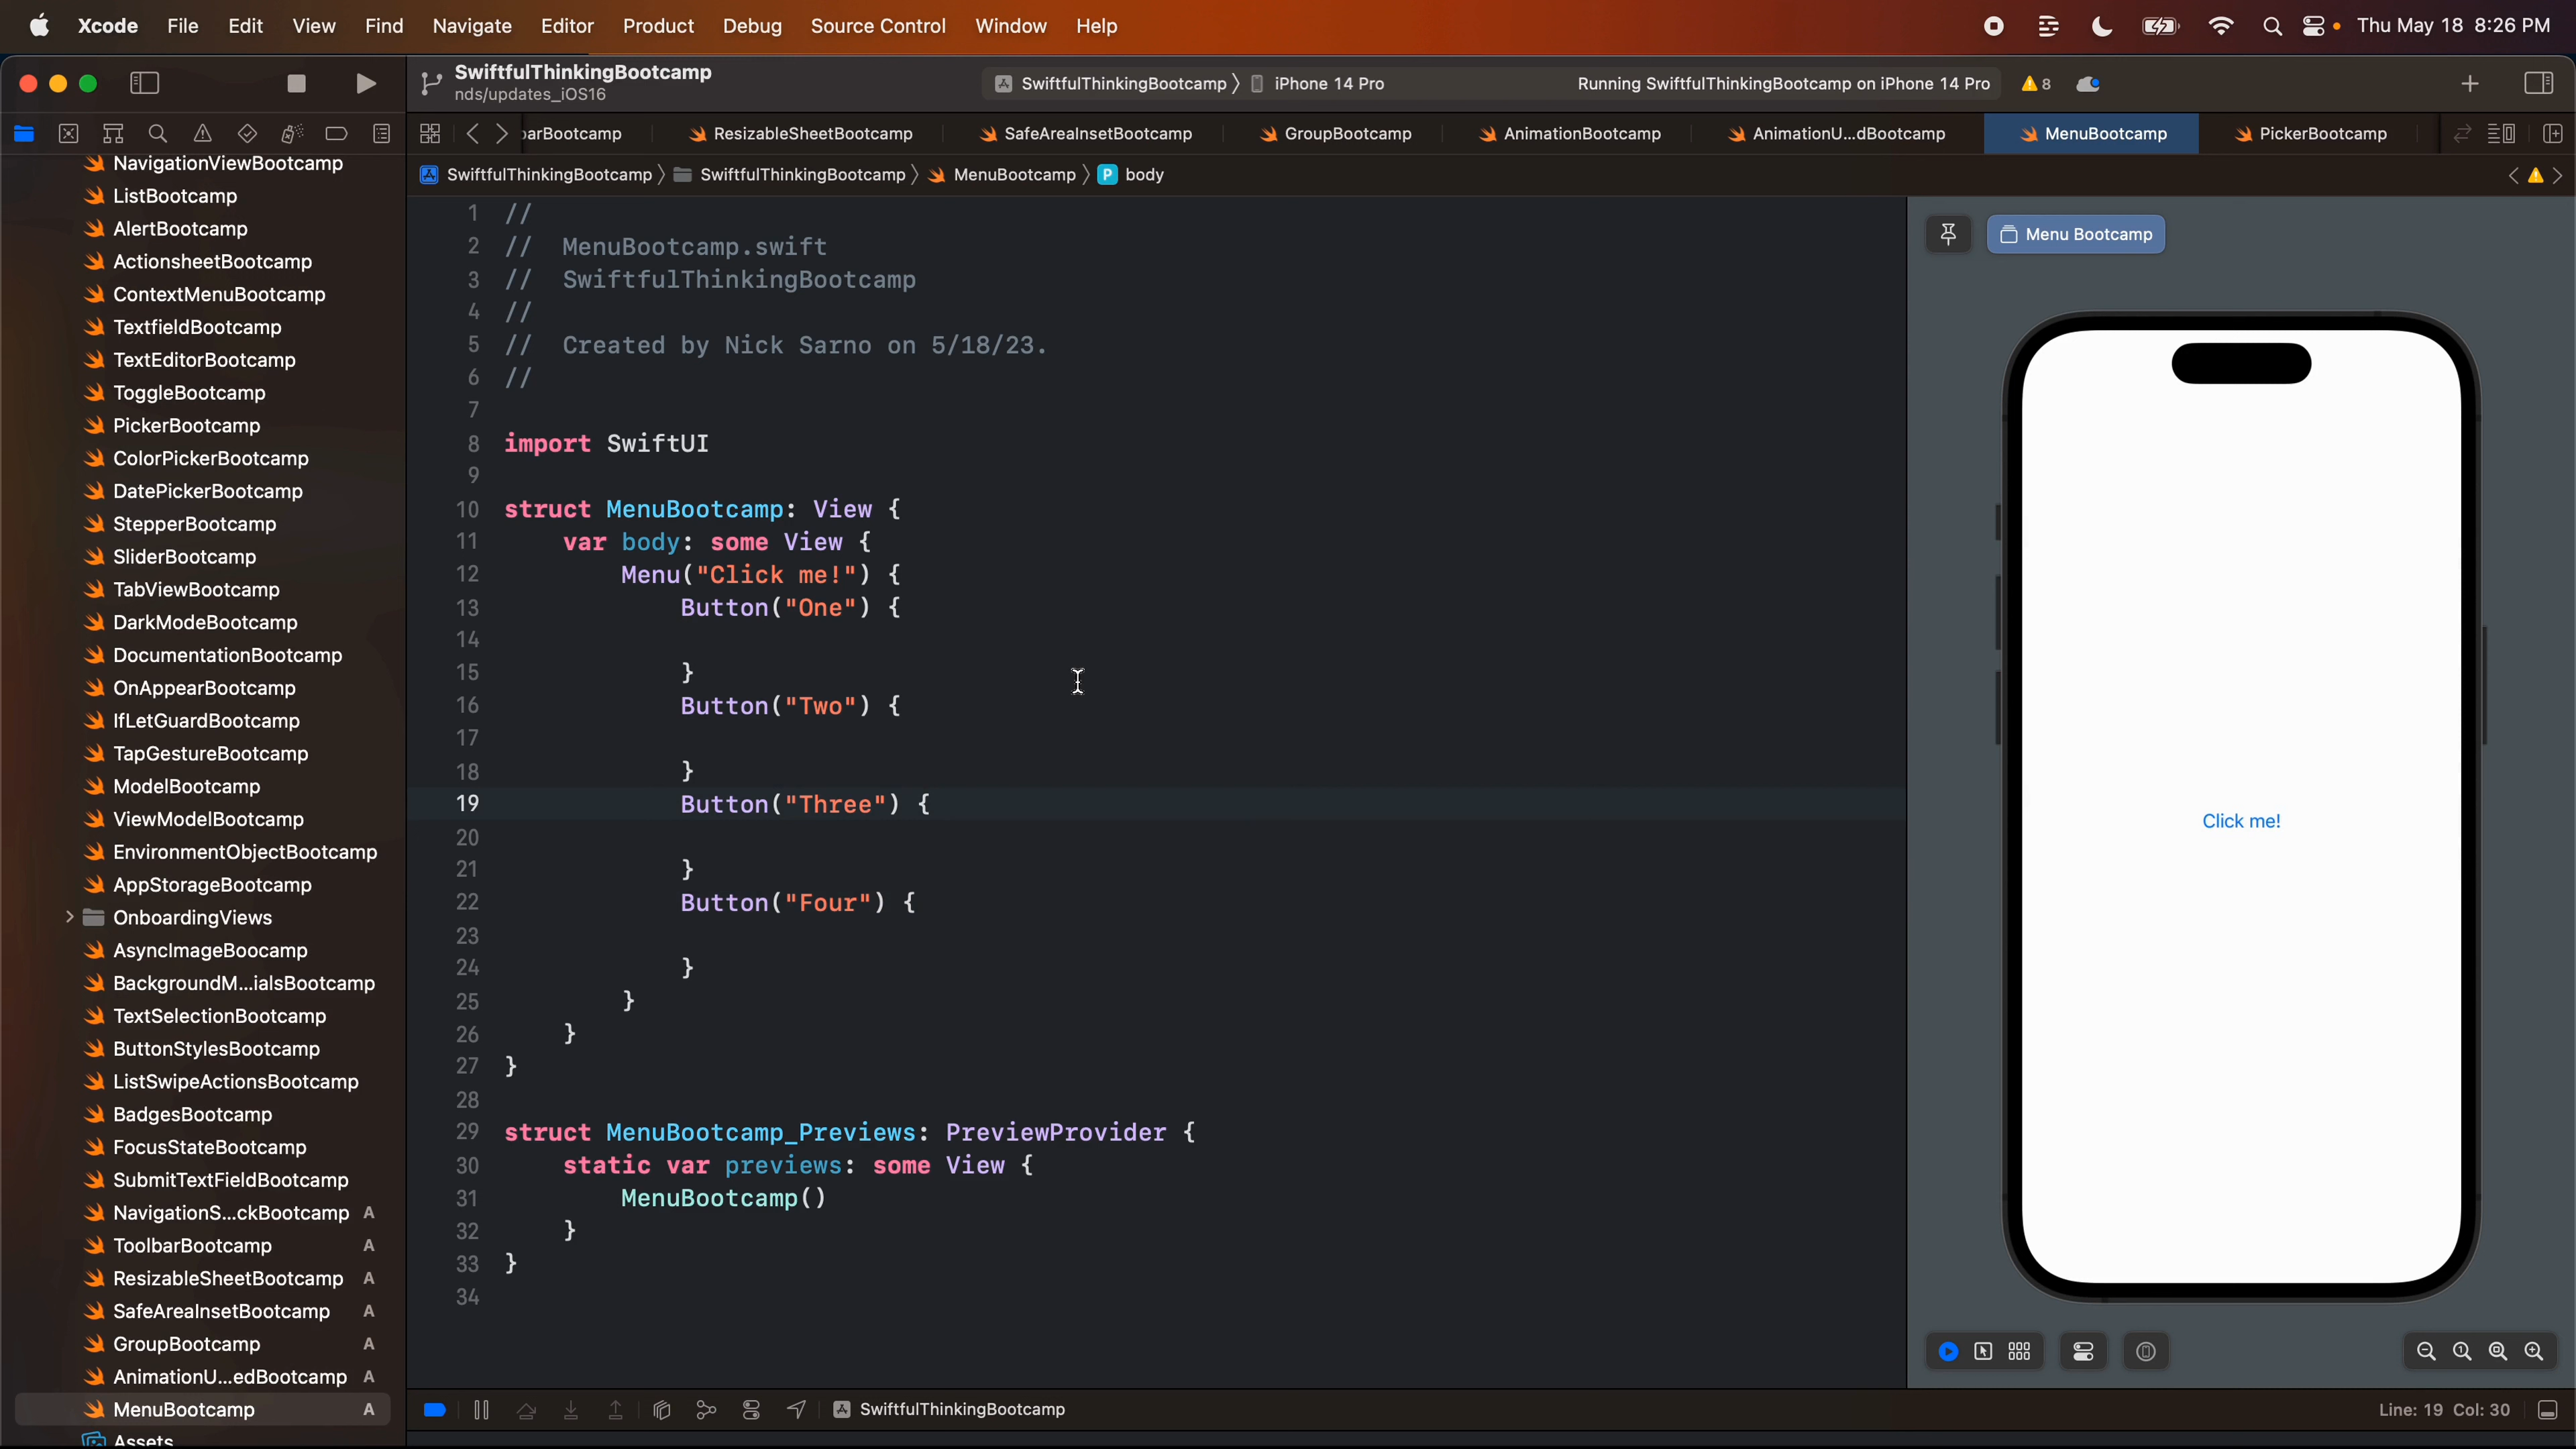 Xcode File Edit View Find Navigate Editor Product Debug Source Control Window Help Thu May 18 8:26 PM
SwiftfulThinkingBootcamp
nds/updates_iOS16
SwiftfulThinkingBootcamp 〉 iPhone 14 Pro Running SwiftfulThinkingBootcamp on iPhone 14 Pro 8
arBootcamp ResizableSheetBootcamp SafeAreaInsetBootcamp GroupBootcamp AnimationBootcamp AnimationU...dBootcamp MenuBootcamp PickerBootcamp
SwiftfulThinkingBootcamp 〉 SwiftfulThinkingBootcamp 〉 MenuBootcamp 〉 P body
NavigationViewBootcamp
ListBootcamp
AlertBootcamp
ActionsheetBootcamp
ContextMenuBootcamp
TextfieldBootcamp
TextEditorBootcamp
ToggleBootcamp
PickerBootcamp
ColorPickerBootcamp
DatePickerBootcamp
StepperBootcamp
SliderBootcamp
TabViewBootcamp
DarkModeBootcamp
DocumentationBootcamp
OnAppearBootcamp
IfLetGuardBootcamp
TapGestureBootcamp
ModelBootcamp
ViewModelBootcamp
EnvironmentObjectBootcamp
AppStorageBootcamp
OnboardingViews
AsyncImageBoocamp
BackgroundM...ialsBootcamp
TextSelectionBootcamp
ButtonStylesBootcamp
ListSwipeActionsBootcamp
BadgesBootcamp
FocusStateBootcamp
SubmitTextFieldBootcamp
NavigationS...ckBootcamp A
ToolbarBootcamp A
ResizableSheetBootcamp A
SafeAreaInsetBootcamp A
GroupBootcamp A
AnimationU...edBootcamp A
MenuBootcamp A
Assets
1 //
2 // MenuBootcamp.swift
3 // SwiftfulThinkingBootcamp
4 //
5 // Created by Nick Sarno on 5/18/23.
6 //
7
8 import SwiftUI
9
10 struct MenuBootcamp: View {
11 var body: some View {
12 Menu("Click me!") {
13 Button("One") {
14
15 }
16 Button("Two") {
17
18 }
19 Button("Three") {
20
21 }
22 Button("Four") {
23
24 }
25 }
26 }
27 }
28
29 struct MenuBootcamp_Previews: PreviewProvider {
30 static var previews: some View {
31 MenuBootcamp()
32 }
33 }
34
Menu Bootcamp
Click me!
SwiftfulThinkingBootcamp
Line: 19 Col: 30